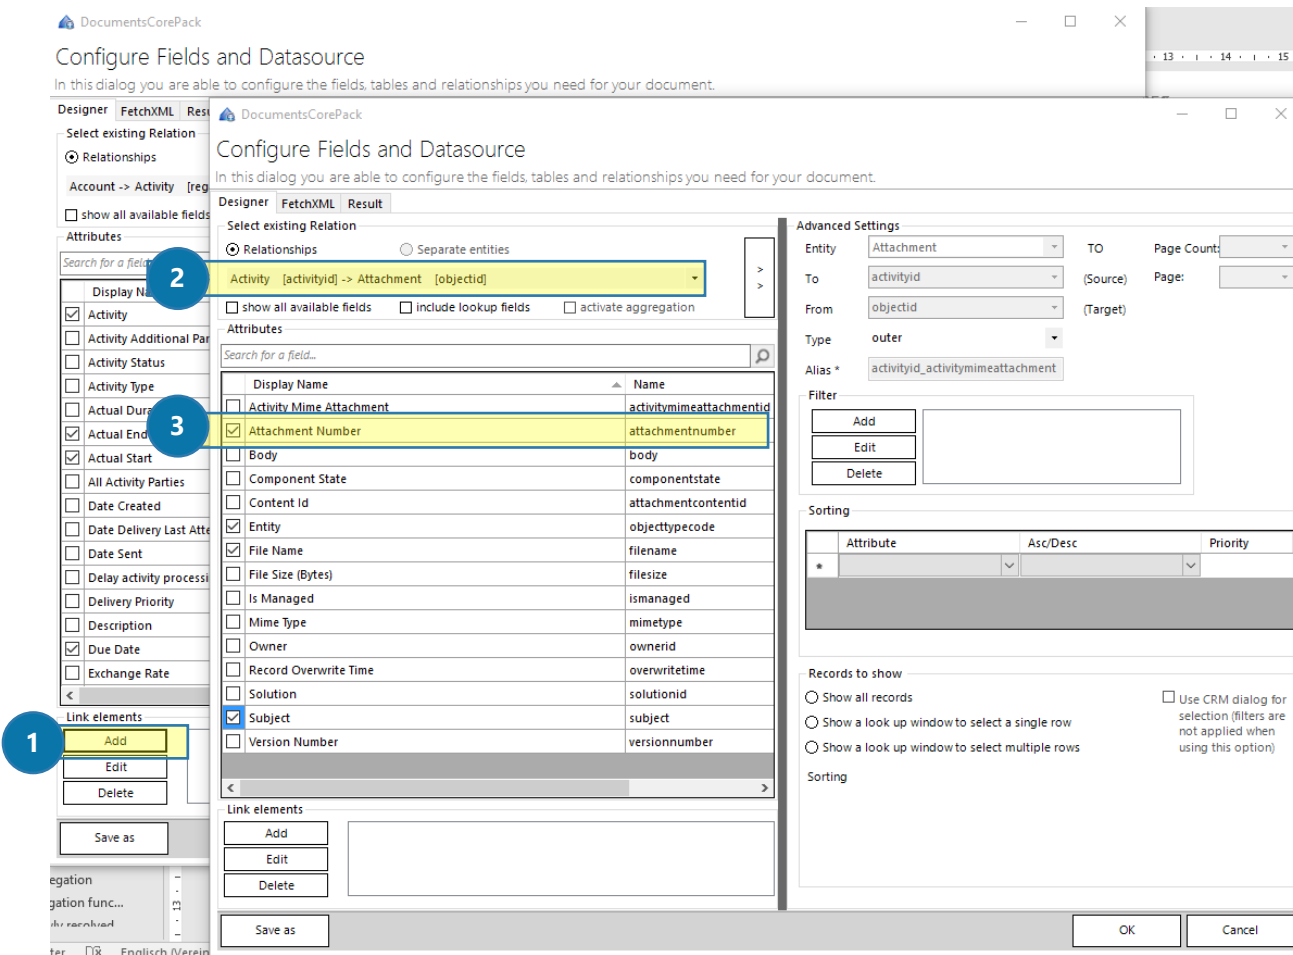 DocumentsCorePack
Configure Fields and Datasource
In this dialog you are able to configure the fields, tables and relationships you need for your document.
13 14 15
Designer FetchXML
Select existing Relation
Relationships
Account -> Activity
show all available fields
Attributes
Search for a
Display
Activity
Activity Additional
Activity Status
Activity Type
Actual
Actual End
Actual Start
All Activity Parties
Date Created
Date Delivery Last
Date Sent
Delay activity
Delivery Priority
Description
Due Date
Exchange Rate
Link elements
1
Add
Edit
Delete
Save as
DocumentsCorePack
Configure Fields and Datasource
In this dialog you are able to configure the fields, tables and relationships you need for your document.
Designer FetchXML Result
Select existing Relation
Relationships Separate entities
2
Activity [activityid] -> Attachment [objectid]
> >
show all available fields include lookup fields activate aggregation
Attributes
Search for a field...
Display Name Name
Activity Mime Attachment activitymimeattachmentid
3
Attachment Number attachmentnumber
Body body
Component State componentstate
Content Id attachmentcontentid
Entity objecttypecode
File Name filename
File Size (Bytes) filesize
Is Managed ismanaged
Mime Type mimetype
Owner ownerid
Record Overwrite Time overwritetime
Solution solutionid
Subject subject
Version Number versionnumber
Link elements
Add
Edit
Delete
Save as
Advanced Settings
Entity Attachment TO Page Count:
To activityid (Source) Page:
From objectid (Target)
Type outer
Alias * activityid_activitymimeattachment
Filter
Add
Edit
Delete
Sorting
Attribute Asc/Desc Priority
*
Records to show
Show all records
Show a look up window to select a single row
Show a look up window to select multiple rows
Use CRM dialog for
selection (filters are
not applied when
using this option)
Sorting
OK Cancel
13
Englisch